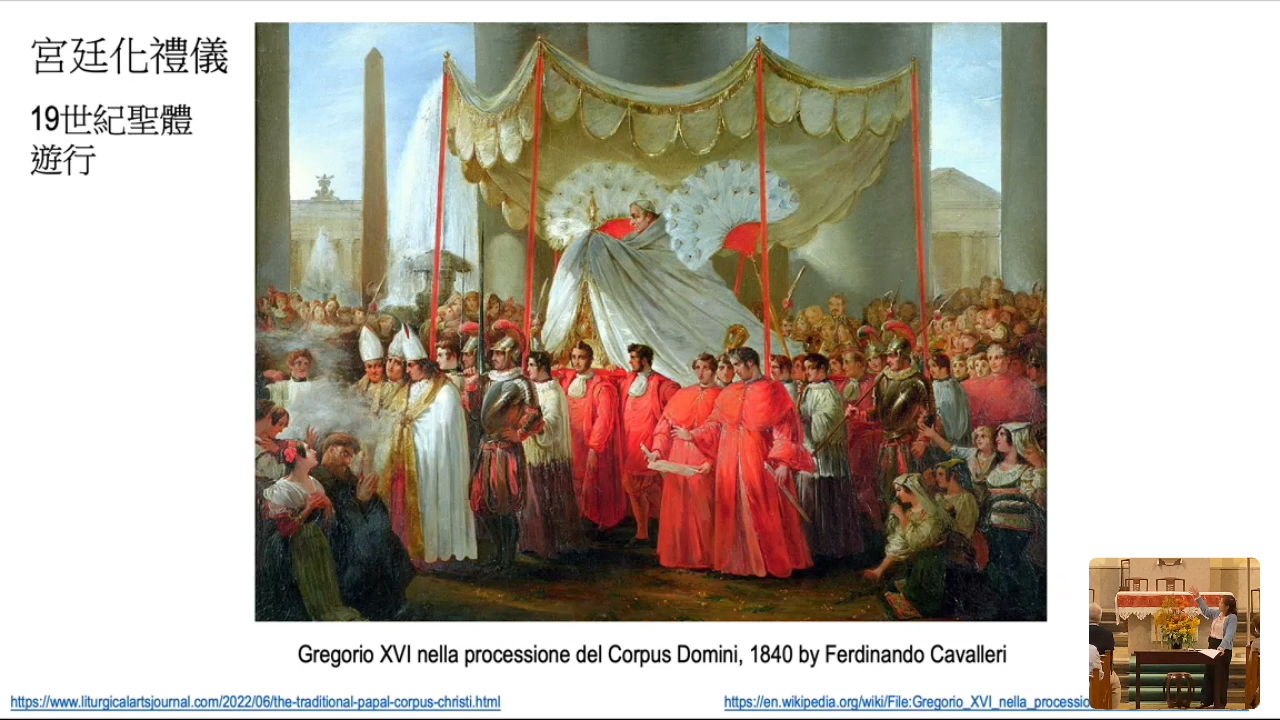 宮廷化禮儀
19世紀聖體
遊行
Gregorio XVI nella processione del Corpus Domini, 1840 by Ferdinando Cavalleri
https://www.liturgicalartsjournal.com/2022/06/the-traditional-papal-corpus-christi.html
https://en.wikipedia.org/wiki/File:Gregorio_XVI_nella_processio